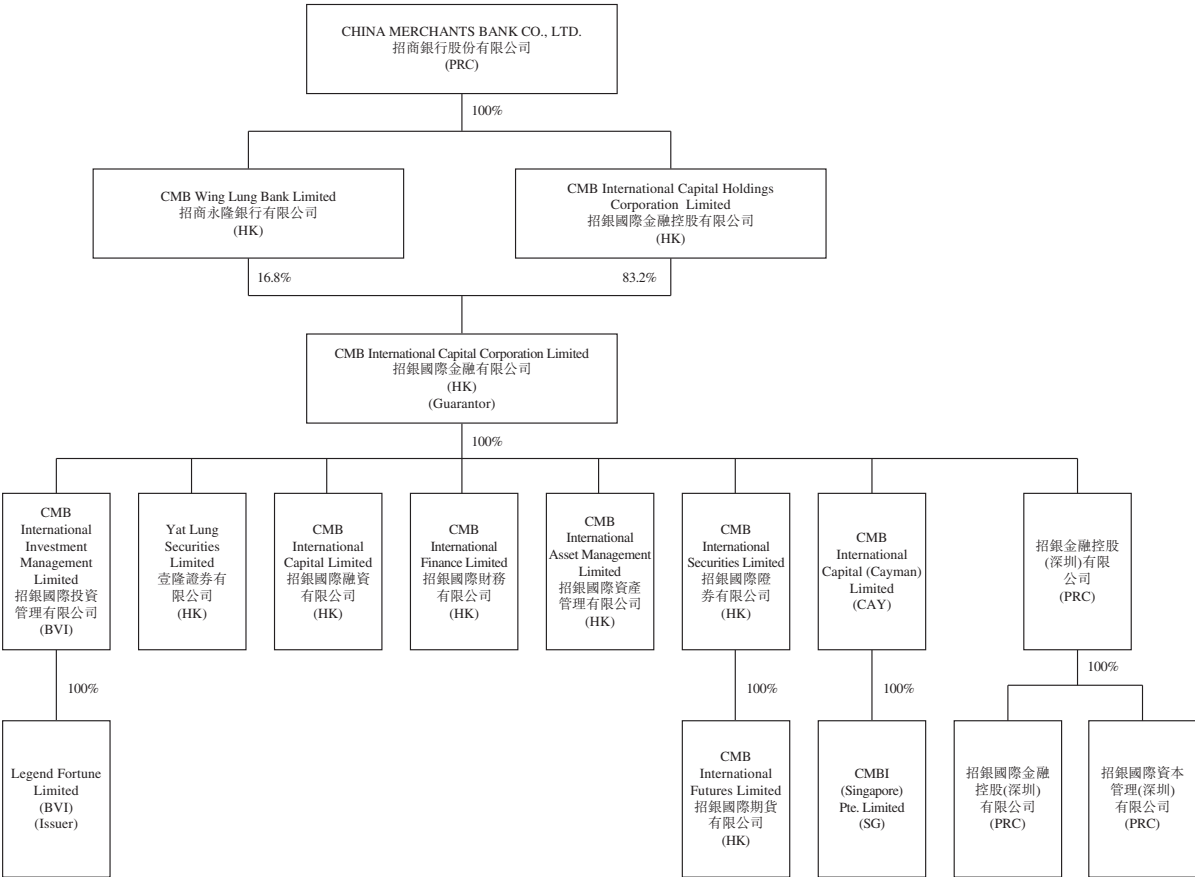 CHINA MERCHANTS BANK CO., LTD.
招商銀行股份有限公司
(PRC)
100%
CMB Wing Lung Bank Limited
招商永隆銀行有限公司
(HK)
CMB International Capital Holdings
Corporation Limited
招銀國際金融控股有限公司
(HK)
16.8%
83.2%
CMB International Capital Corporation Limited
招銀國際金融有限公司
(HK)
(Guarantor)
100%
CMB
International
Investment
Management
Limited
招銀國際投資
管理有限公司
(BVI)
Yat Lung
Securities
Limited
壹隆證券有
限公司
(HK)
CMB
International
Capital Limited
招銀國際融資
有限公司
(HK)
CMB
International
Finance Limited
招銀國際財務
有限公司
(HK)
CMB
International
Asset Management
Limited
招銀國際資產
管理有限公司
(HK)
CMB
International
Securities Limited
招銀國際證
券有限公司
(HK)
CMB
International
Capital (Cayman)
Limited
(CAY)
招銀金融控股
(深圳)有限
公司
(PRC)
100%
100%
100%
100%
Legend Fortune
Limited
(BVI)
(Issuer)
CMB
International
Futures Limited
招銀國際期貨
有限公司
(HK)
CMBI
(Singapore)
Pte. Limited
(SG)
招銀國際金融
控股(深圳)
有限公司
(PRC)
招銀國際資本
管理(深圳)
有限公司
(PRC)